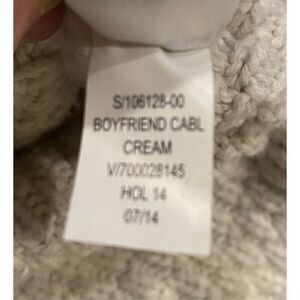 S/106128-00
BOYFRIEND CABL
CREAM
V/700028145
HOL 14
07/14